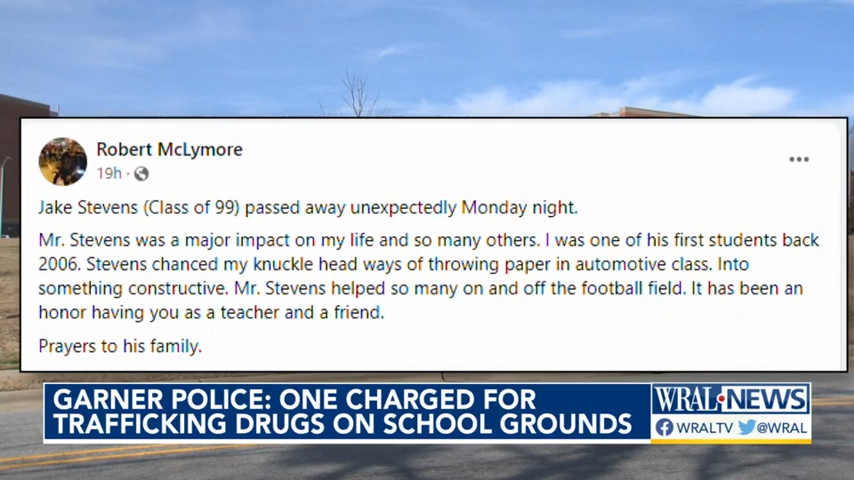 Robert McLymore
19h ·
Jake Stevens (Class of 99) passed away unexpectedly Monday night.
Mr. Stevens was a major impact on my life and so many others. I was one of his first students back
2006. Stevens chanced my knuckle head ways of throwing paper in automotive class. Into
something constructive. Mr. Stevens helped so many on and off the football field. It has been an
honor having you as a teacher and a friend.
Prayers to his family.
GARNER POLICE: ONE CHARGED FOR
TRAFFICKING DRUGS ON SCHOOL GROUNDS
WRAL NEWS
WRALTV @WRAL